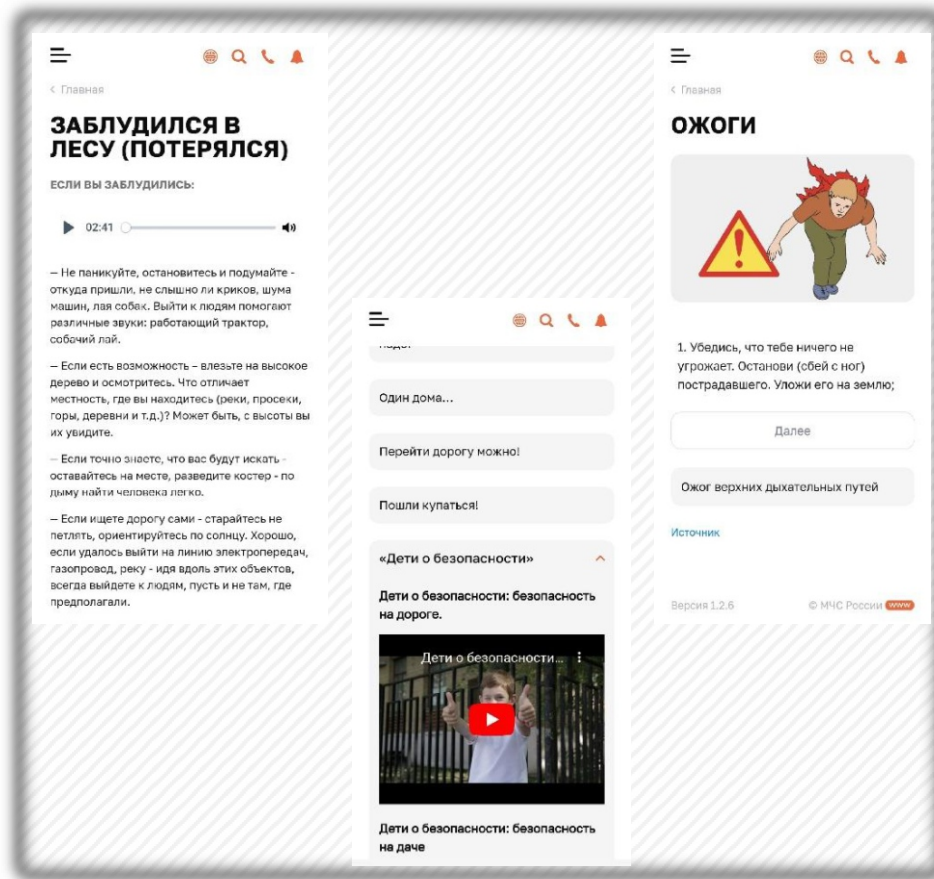 < Главная
ЗАБЛУДИЛСЯ В
ЛЕСУ (ПОТЕРЯЛСЯ)
ЕСЛИ ВЫ ЗАБЛУДИЛИСЬ:
02:41
— Не паникуйте, остановитесь и подумайте -
откуда пришли, не слышно ли криков, шума
машин, лая собак. Выйти к людям помогают
различные звуки: работающий трактор,
собачий лай.
— Если есть возможность – влезьте на высокое
дерево и осмотритесь. Что отличает
местность, где вы находитесь (реки, просеки,
горы, деревни и т.д.)? Может быть, с высоты вы
их увидите.
— Если точно знаете, что вас будут искать -
оставайтесь на месте, разведите костер - по
дыму найти человека легко.
— Если ищете дорогу сами - старайтесь не
петлять, ориентируйтесь по солнцу. Хорошо,
если удалось выйти на линию электропередач,
газопровод, реку - идя вдоль этих объектов,
всегда выйдете к людям, пусть и не там, где
предполагали.
Один дома...
Перейти дорогу можно!
Пошли купаться!
«Дети о безопасности»
Дети о безопасности: безопасность
на дороге.
Дети о безопасности...
Дети о безопасности: безопасность
на даче
< Главная
ОЖОГИ
1. Убедись, что тебе ничего не
угрожает. Останови (сбей с ног)
пострадавшего. Уложи его на землю;
Далее
Ожог верхних дыхательных путей
Источник
Версия 1.2.6 © МЧС России www